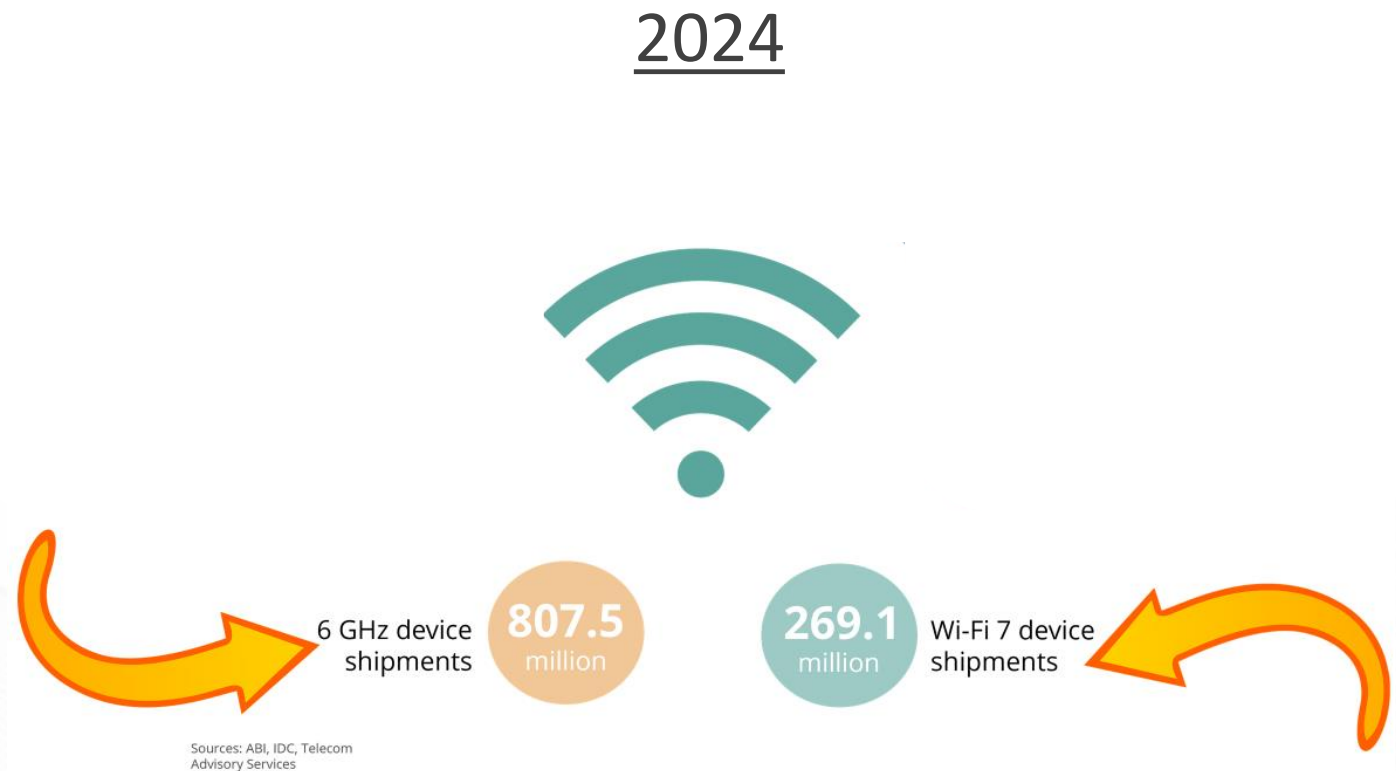 2024
6 GHz device
shipments
807.5
million
269.1
million
Wi-Fi 7 device
shipments
Sources: ABI, IDC, Telecom
Advisory Services